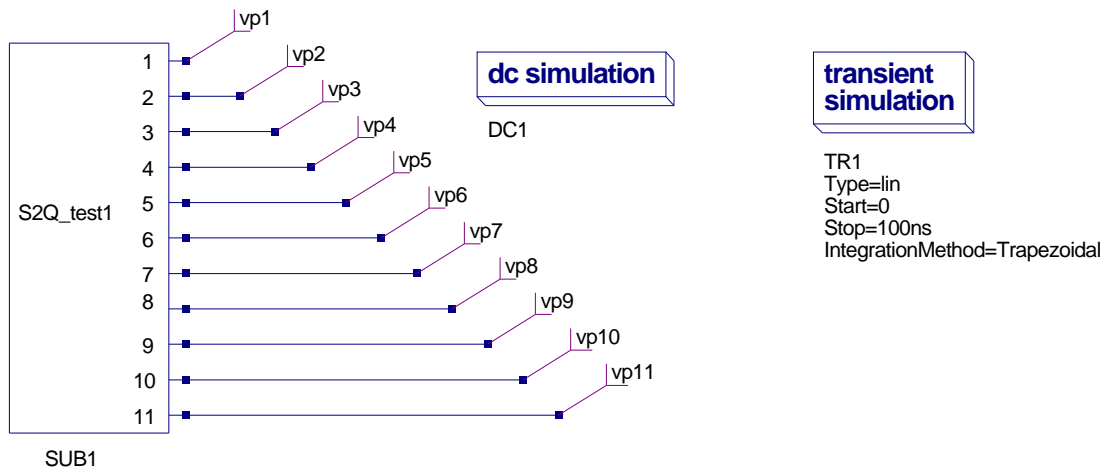 vp1
1
vp2
2
vp3
3
vp4
4
vp5
5
vp6
6
vp7
7
vp8
8
vp9
9
vp10
10
vp11
11
S2Q_test1
SUB1
dc simulation
DC1
transient
simulation
TR1
Type=lin
Start=0
Stop=100ns
IntegrationMethod=Trapezoidal